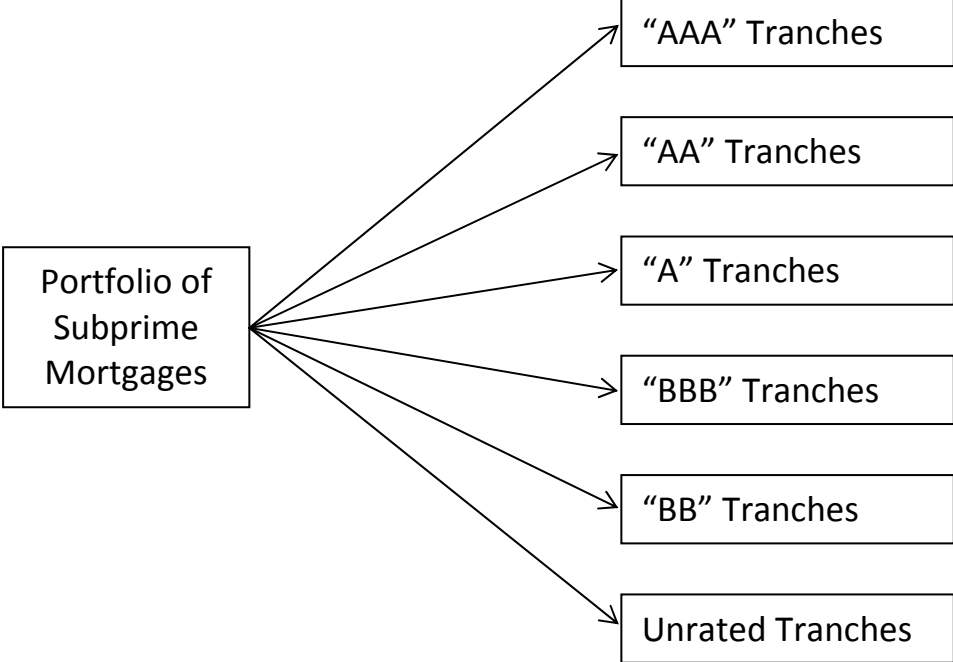 “AAA” Tranches
“AA” Tranches
“A” Tranches
Portfolio of
Subprime
Mortgages
“BBB” Tranches
“BB” Tranches
Unrated Tranches